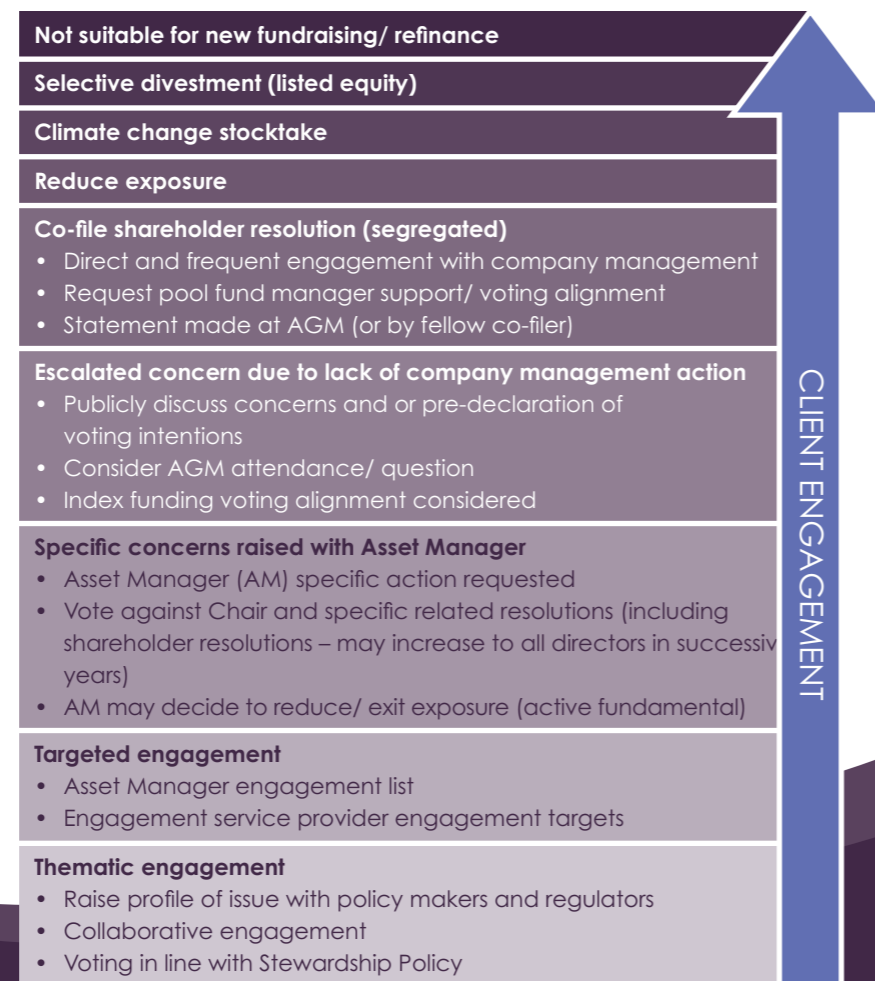 Not suitable for new fundraising/ refinance
Selective divestment (listed equity)
Climate change stocktake
Reduce exposure
Co-file shareholder resolution (segregated)
• Direct and frequent engagement with company management
• Request pool fund manager support/ voting alignment
• Statement made at AGM (or by fellow co-filer)
Escalated concern due to lack of company management action
• Publicly discuss concerns and or pre-declaration of
voting intentions
• Consider AGM attendance/ question
• Index funding voting alignment considered
Specific concerns raised with Asset Manager
• Asset Manager (AM) specific action requested
• Vote against Chair and specific related resolutions (including
shareholder resolutions – may increase to all directors in successiv
years)
• AM may decide to reduce/ exit exposure (active fundamental)
Targeted engagement
• Asset Manager engagement list
• Engagement service provider engagement targets
Thematic engagement
• Raise profile of issue with policy makers and regulators
• Collaborative engagement
• Voting in line with Stewardship Policy
CLIENT ENGAGEMENT